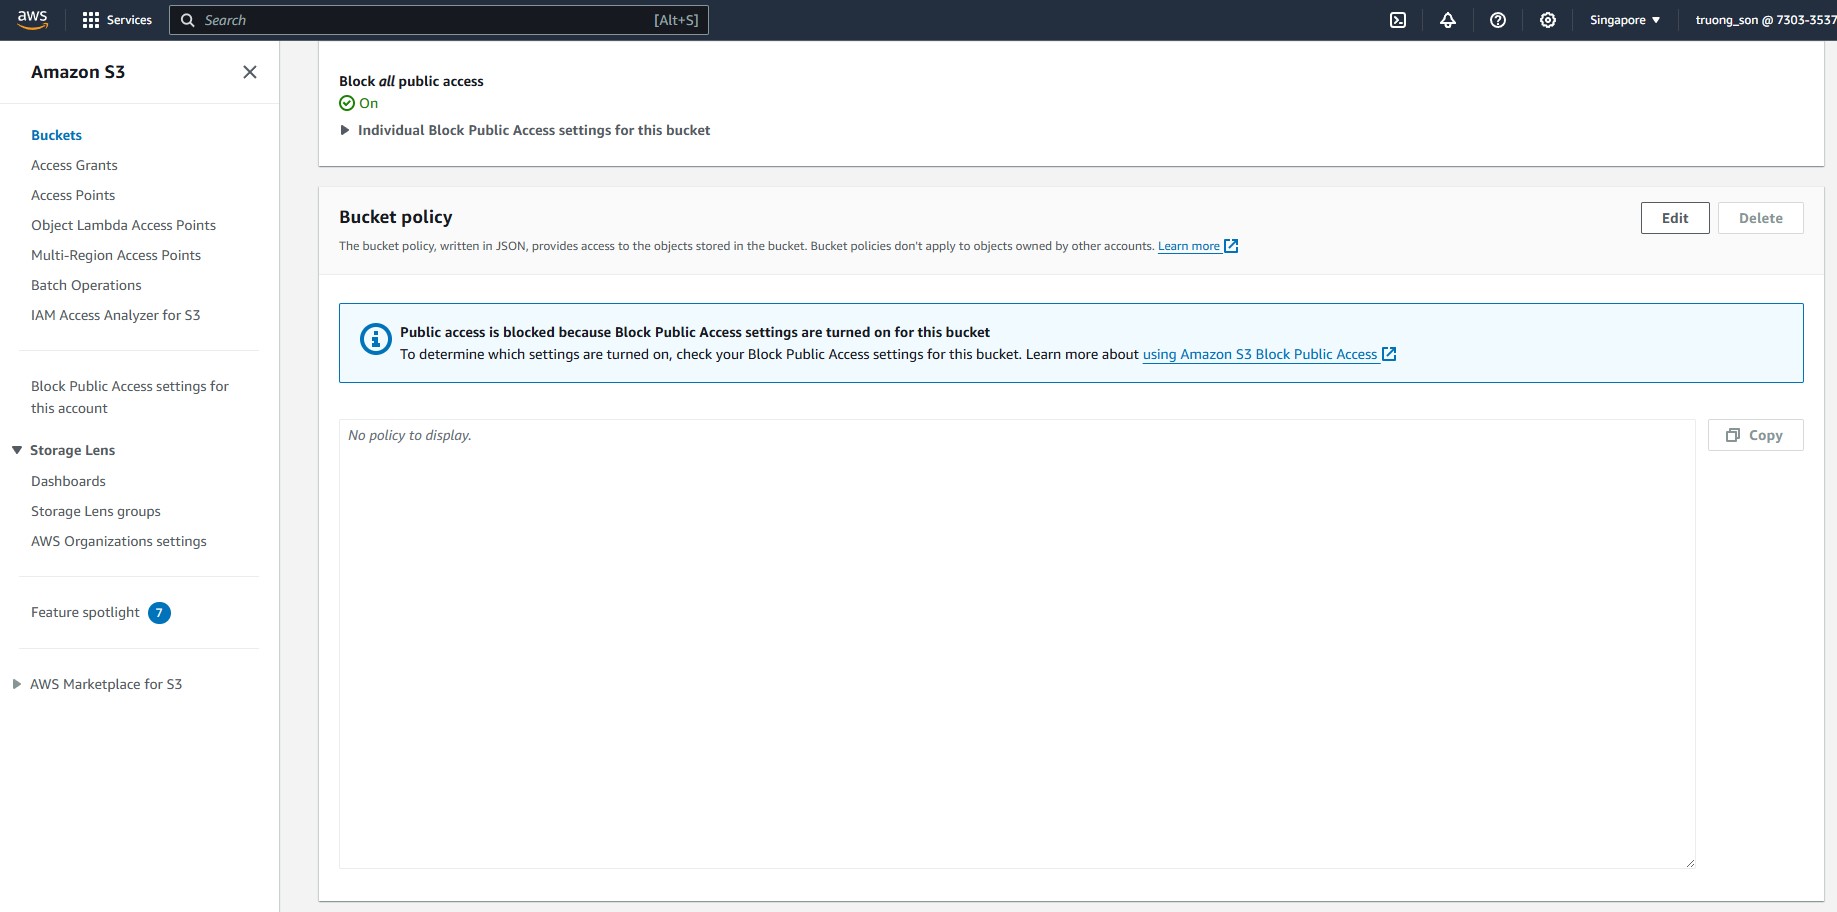 aws Services Search [Alt+S] Singapore truong_son @ 7303-3537
Amazon S3
Buckets
Access Grants
Access Points
Object Lambda Access Points
Multi-Region Access Points
Batch Operations
IAM Access Analyzer for S3
Block Public Access settings for
this account
Storage Lens
Dashboards
Storage Lens groups
AWS Organizations settings
Feature spotlight 7
AWS Marketplace for S3
Block all public access
On
Individual Block Public Access settings for this bucket
Bucket policy
Edit Delete
The bucket policy, written in JSON, provides access to the objects stored in the bucket. Bucket policies don't apply to objects owned by other accounts. Learn more
Public access is blocked because Block Public Access settings are turned on for this bucket
To determine which settings are turned on, check your Block Public Access settings for this bucket. Learn more about using Amazon S3 Block Public Access
No policy to display.
Copy